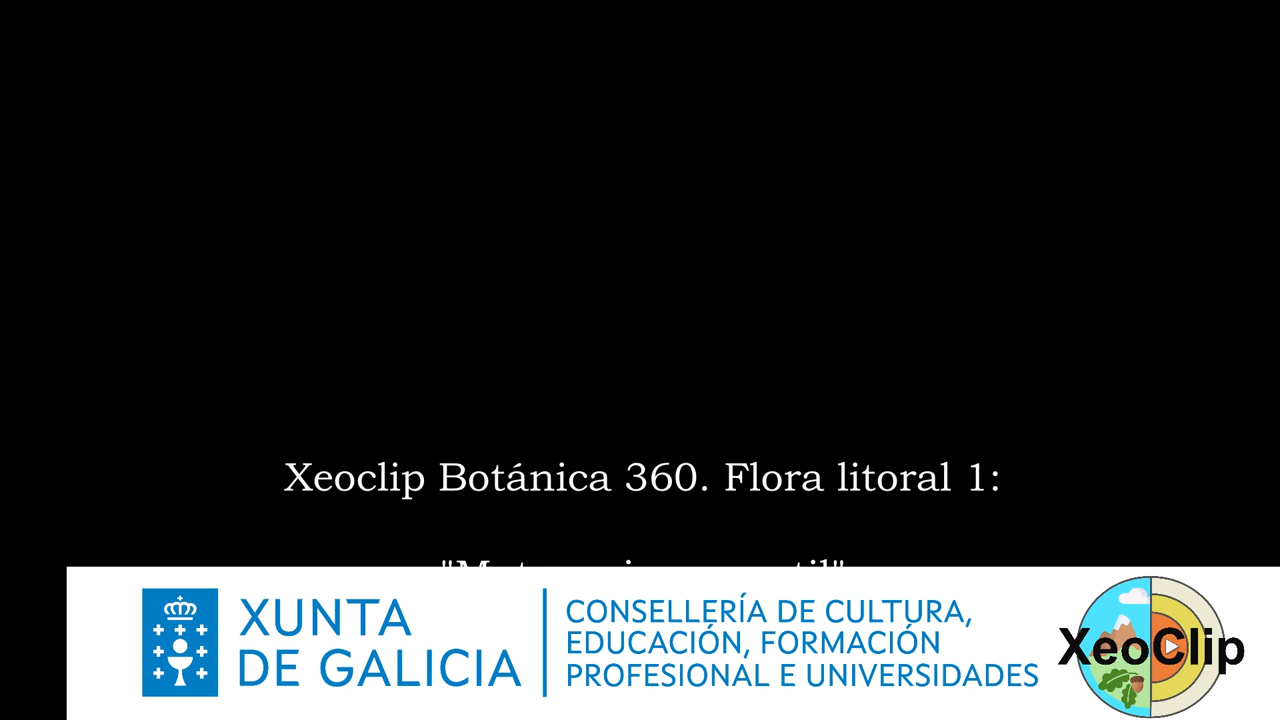 Xeoclip Botánica 360. Flora litoral 1:
XUNTA
DE GALICIA
CONSELLERÍA DE CULTURA,
EDUCACIÓN, FORMACIÓN
PROFESIONAL E UNIVERSIDADES
XeoClip